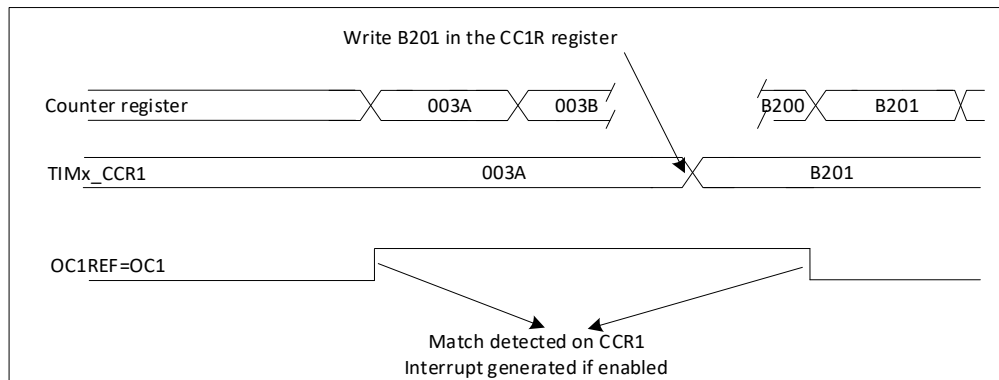 Write B201 in the CC1R register
Counter register 003A 003B B200 B201
TIMx_CCR1 003A B201
OC1REF=OC1
Match detected on CCR1
Interrupt generated if enabled